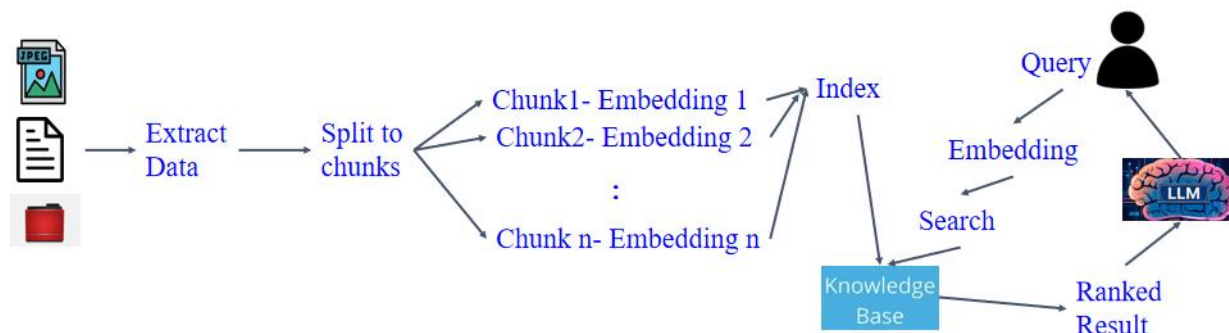 JPEG
Extract
Data
Split to
chunks
Chunk1- Embedding 1
Chunk2- Embedding 2
:
Chunk n- Embedding n
Index
Query
Embedding
Search
Knowledge
Base
Ranked
Result
LLM